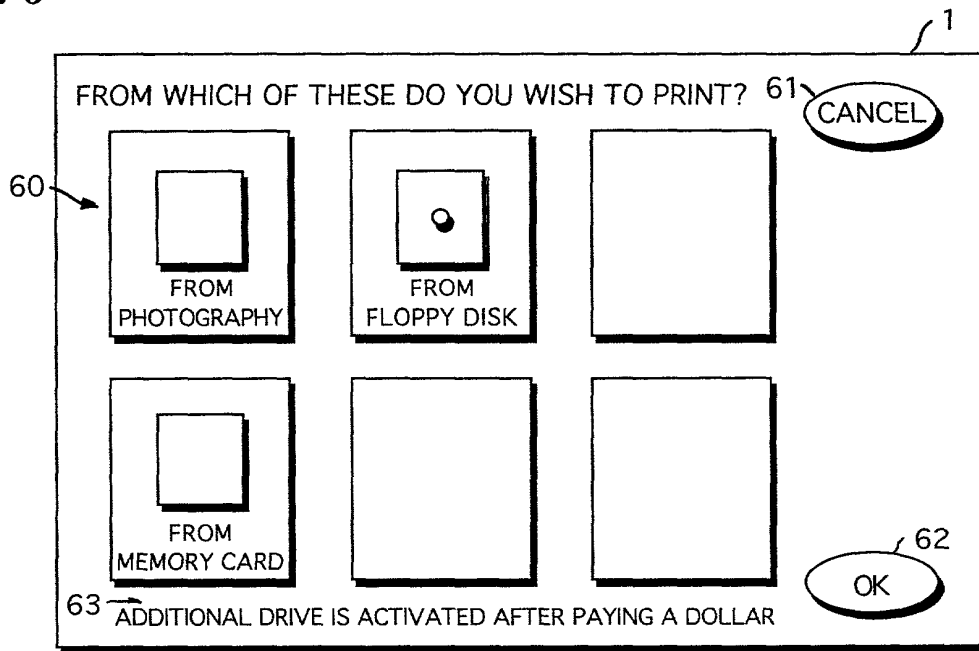 1
FROM WHICH OF THESE DO YOU WISH TO PRINT?
61
CANCEL
60
FROM
PHOTOGRAPHY
FROM
FLOPPY DISK
FROM
MEMORY CARD
62
OK
63
ADDITIONAL DRIVE IS ACTIVATED AFTER PAYING A DOLLAR